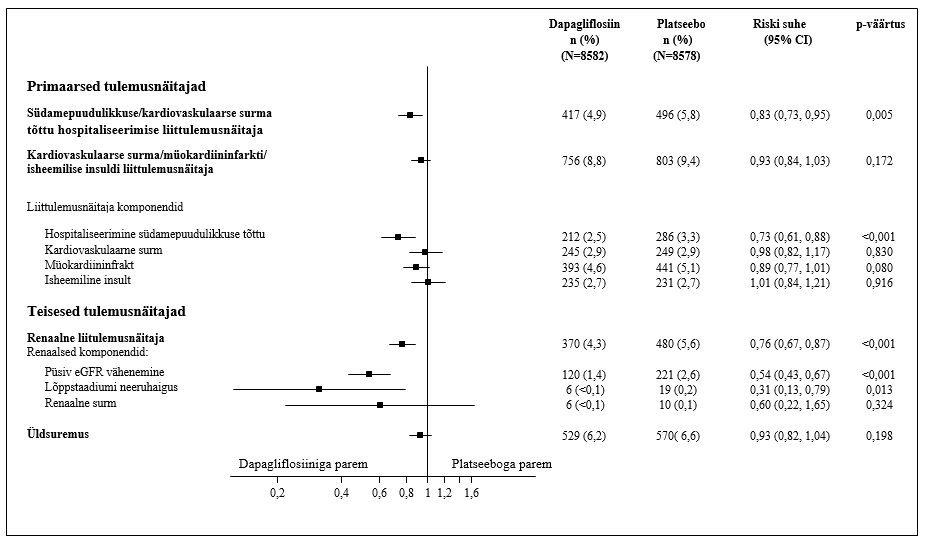 Dapagliflosiin Platseebo Riski suhe p-väärtus
n (%) n (%) (95% CI)
(N=8582) (N=8578)
Primaarsed tulemusnäitajad
Südamepuudulikkuse/kardiovaskulaarse surma
tõttu hospitaliseerimise liittulemusnäitaja 417 (4,9) 496 (5,8) 0,83 (0,73, 0,95) 0,005
Kardiovaskulaarse surma/müokardiininfarkti/
isheemilise insuldi liittulemusnäitaja 756 (8,8) 803 (9,4) 0,93 (0,84, 1,03) 0,172
Liittulemusnäitaja komponendid
Hospitaliseerimine südamepuudulikkuse tõttu 212 (2,5) 286 (3,3) 0,73 (0,61, 0,88) <0,001
Kardiovaskulaarne surm 245 (2,9) 249 (2,9) 0,98 (0,82, 1,17) 0,830
Müokardiininfrakt 393 (4,6) 441 (5,1) 0,89 (0,77, 1,01) 0,080
Isheemiline insult 235 (2,7) 231 (2,7) 1,01 (0,84, 1,21) 0,916
Teisesed tulemusnäitajad
Renaalne liitulemusnäitaja 370 (4,3) 480 (5,6) 0,76 (0,67, 0,87) <0,001
Renaalsed komponendid:
Püsiv eGFR vähenemine 120 (1,4) 221 (2,6) 0,54 (0,43, 0,67) <0,001
Lõppstaadiumi neeruhaigus 6 (<0,1) 19 (0,2) 0,31 (0,13, 0,79) 0,013
Renaalne surm 6 (<0,1) 10 (0,1) 0,60 (0,22, 1,65) 0,324
Üldsuremus 529 (6,2) 570( 6,6) 0,93 (0,82, 1,04) 0,198
Dapagliflosiiniga parem Platseeboga parem
0,2 0,4 0,6 0,8 1 1,2 1,6